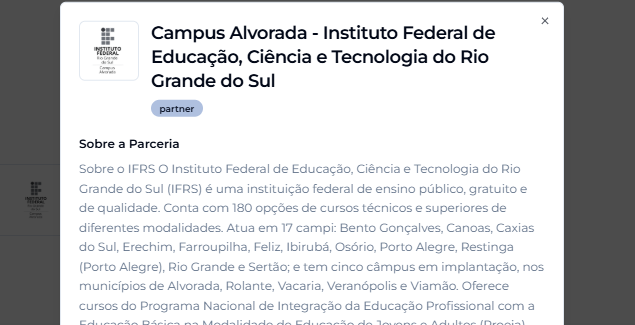 INSTITUTO
FEDERAL
Rio Grande
do Sul
Campus
Alvorada
Campus Alvorada - Instituto Federal de
Educação, Ciência e Tecnologia do Rio
Grande do Sul
×
partner
Sobre a Parceria
Sobre o IFRS O Instituto Federal de Educação, Ciência e Tecnologia do Rio
Grande do Sul (IFRS) é uma instituição federal de ensino público, gratuito e
de qualidade. Conta com 180 opções de cursos técnicos e superiores de
diferentes modalidades. Atua em 17 campi: Bento Gonçalves, Canoas, Caxias
do Sul, Erechim, Farroupilha, Feliz, Ibirubá, Osório, Porto Alegre, Restinga
(Porto Alegre), Rio Grande e Sertão; e tem cinco câmpus em implantação, nos
municípios de Alvorada, Rolante, Vacaria, Veranópolis e Viamão. Oferece
cursos do Programa Nacional de Integração da Educação Profissional com a
Educação Básica na Modalidade de Educação de Jovens e Adultos (Proeja)